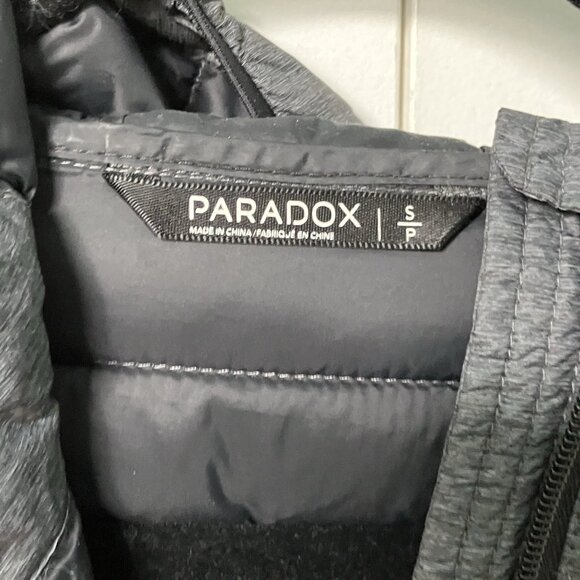 PARADOX
MADE IN CHINA/FABRIQUÉ EN CHINE
S
P